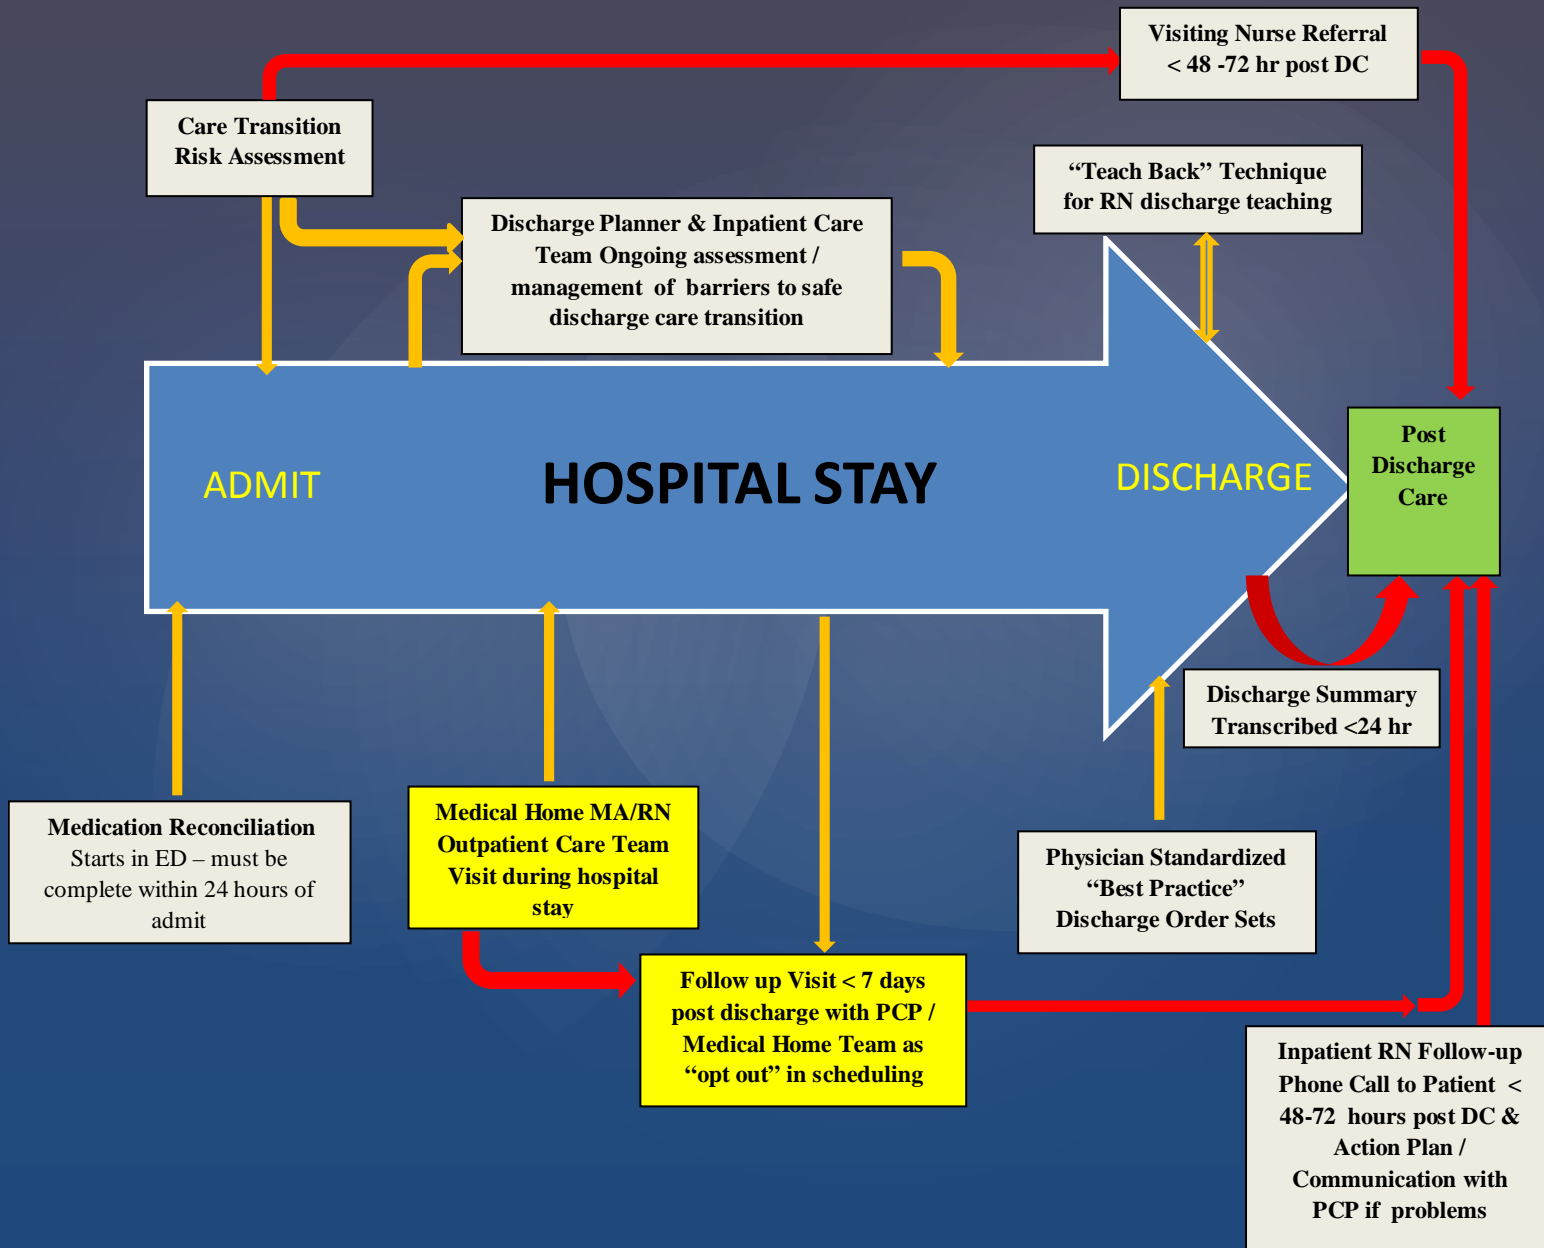 Visiting Nurse Referral
< 48 -72 hr post DC
Care Transition
Risk Assessment
“Teach Back” Technique
for RN discharge teaching
Discharge Planner & Inpatient Care
Team Ongoing assessment /
management of barriers to safe
discharge care transition
ADMIT
HOSPITAL STAY
DISCHARGE
Post
Discharge
Care
Discharge Summary
Transcribed <24 hr
Medication Reconciliation
Starts in ED – must be
complete within 24 hours of
admit
Medical Home MA/RN
Outpatient Care Team
Visit during hospital
stay
Physician Standardized
“Best Practice”
Discharge Order Sets
Follow up Visit < 7 days
post discharge with PCP /
Medical Home Team as
“opt out” in scheduling
Inpatient RN Follow-up
Phone Call to Patient <
48-72 hours post DC &
Action Plan /
Communication with
PCP if problems